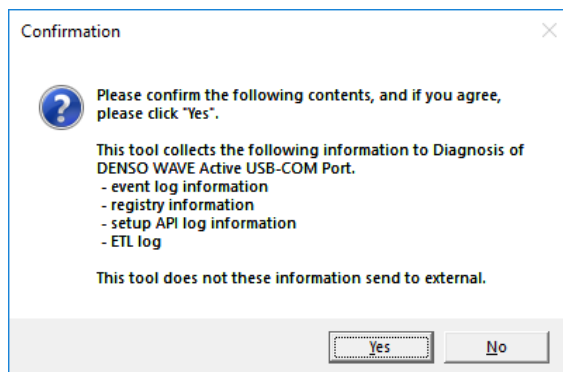 Confirmation
Please confirm the following contents, and if you agree,
please click "Yes".
This tool collects the following information to Diagnosis of
DENSO WAVE Active USB-COM Port.
- event log information
- registry information
- setup API log information
- ETL log
This tool does not these information send to external.
Yes
No